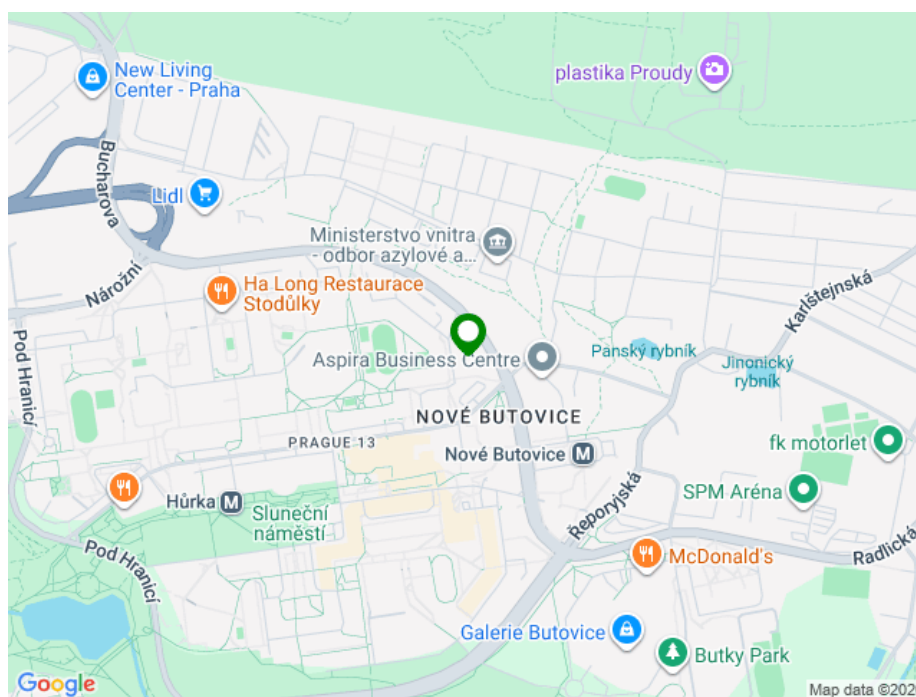 plastika Proudy
New Living
Center - Praha
Bucharova
Lidl
Ministerstvo vnitra
- odbor azylové a...
Nárožní
Ha Long Restaurace
Stodůlky
Karlštejnská
Pod Hranicí
Aspira Business Centre
Panský rybník
Jinonický
rybník
NOVÉ BUTOVICE
PRAGUE 13
Nové Butovice M
fk motorlet
Řeporyjská
SPM Aréna
Hůrka M
Sluneční
náměstí
Pod Hranicí
McDonald's
Radlická
Galerie Butovice
Butky Park
Google
Map data ©202